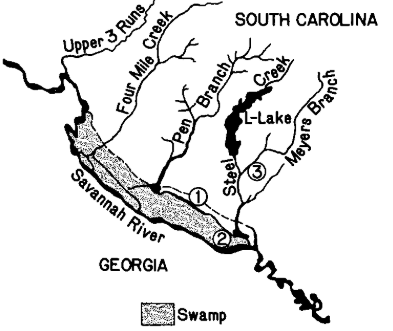 SOUTH CAROLINA
Upper 3 Runs
Four Mile Creek
Pen Branch
Steel Creek
L-Lake
Meyers Branch
3
1
2
Savannah River
GEORGIA
Swamp